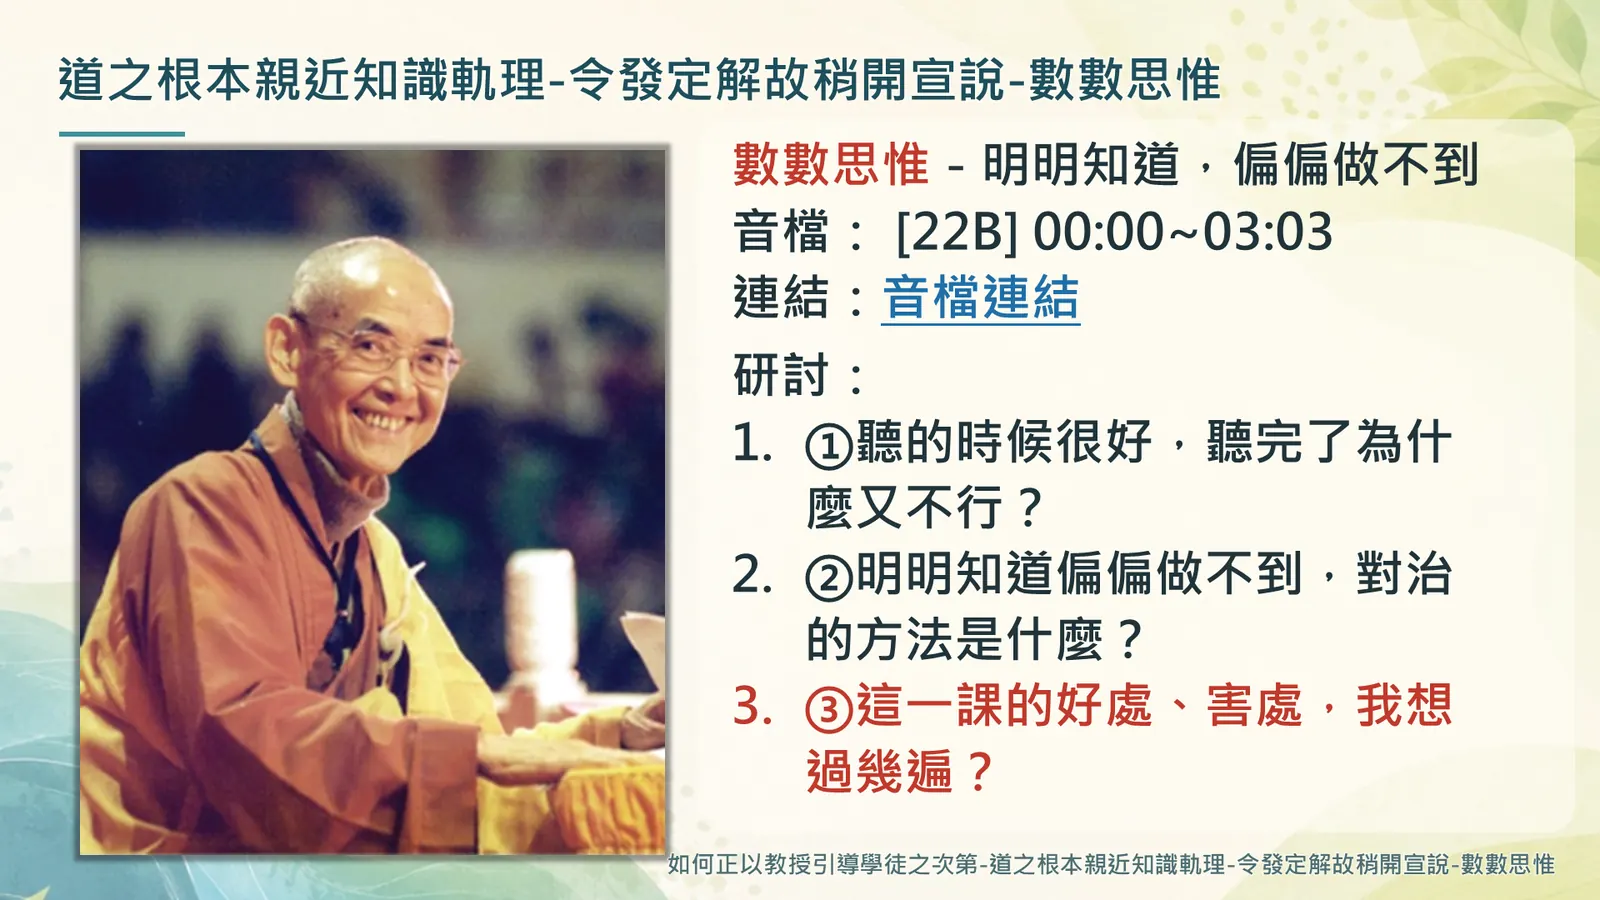 道之根本親近知識軌理-令發定解故稍開宣說-數數思惟
數數思惟 - 明明知道，偏偏做不到
音檔： [22B] 00:00~03:03
連結：音檔連結
研討：
1. ①聽的時候很好，聽完了為什
麼又不行？
2. ②明明知道偏偏做不到，對治
的方法是什麼？
3. ③這一課的好處、害處，我想
過幾遍？
如何正以教授引導學徒之次第-道之根本親近知識軌理-令發定解故稍開宣說-數數思惟